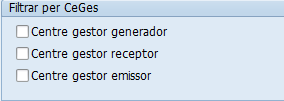 Filtrar per CeGes
Centre gestor generador
Centre gestor receptor
Centre gestor emissor